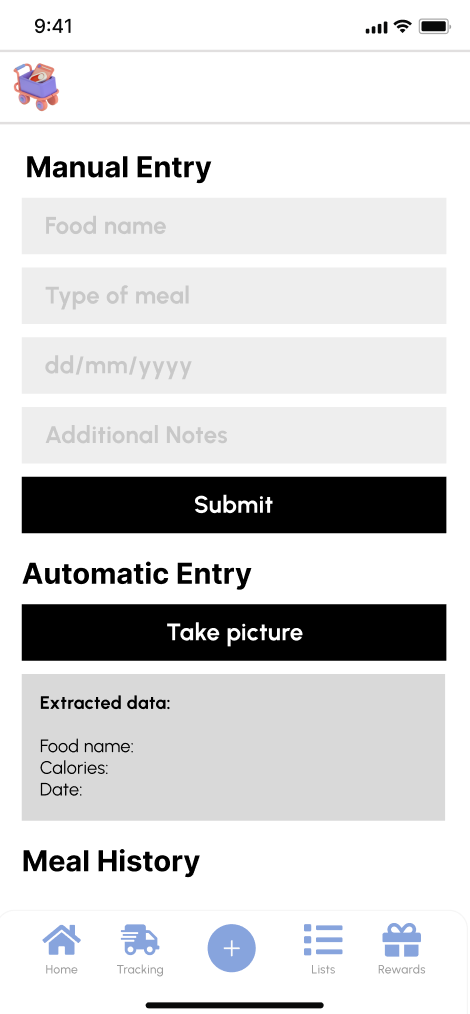 9:41
Manual Entry
Food name
Type of meal
dd/mm/yyyy
Additional Notes
Submit
Automatic Entry
Take picture
Extracted data:
Food name:
Calories:
Date:
Meal History
+
Home
Tracking
Lists
Rewards